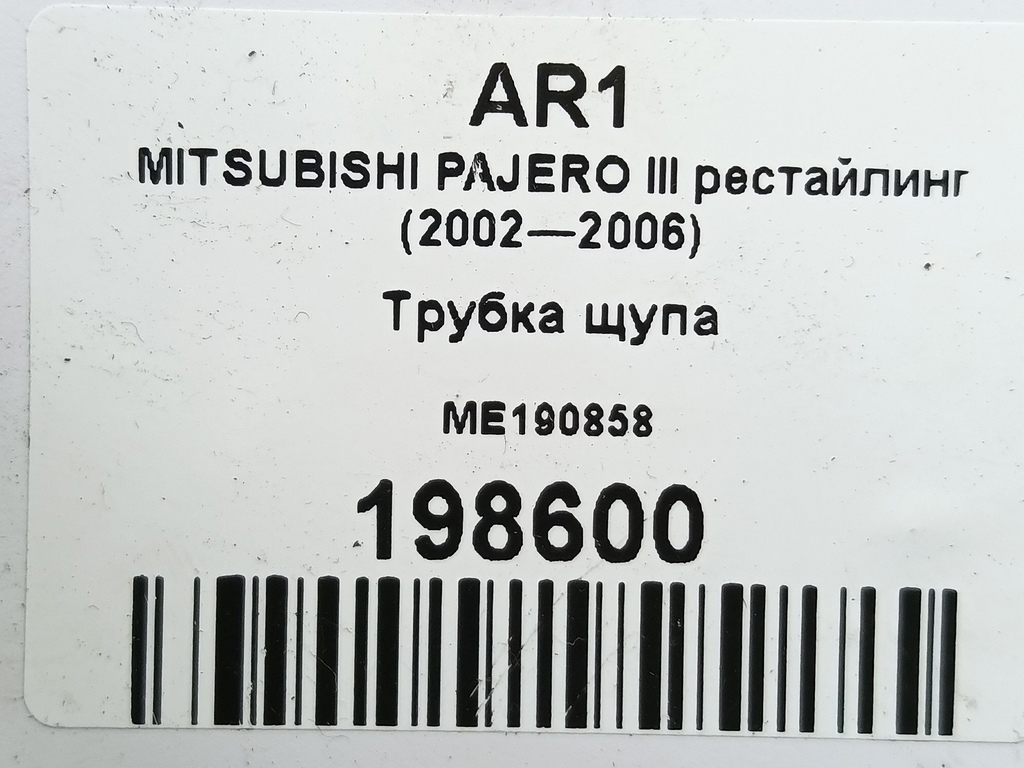 AR1
MITSUBISHI PAJERO III рестайлинг
(2002—2006)
Трубка щупа
ME190858
198600